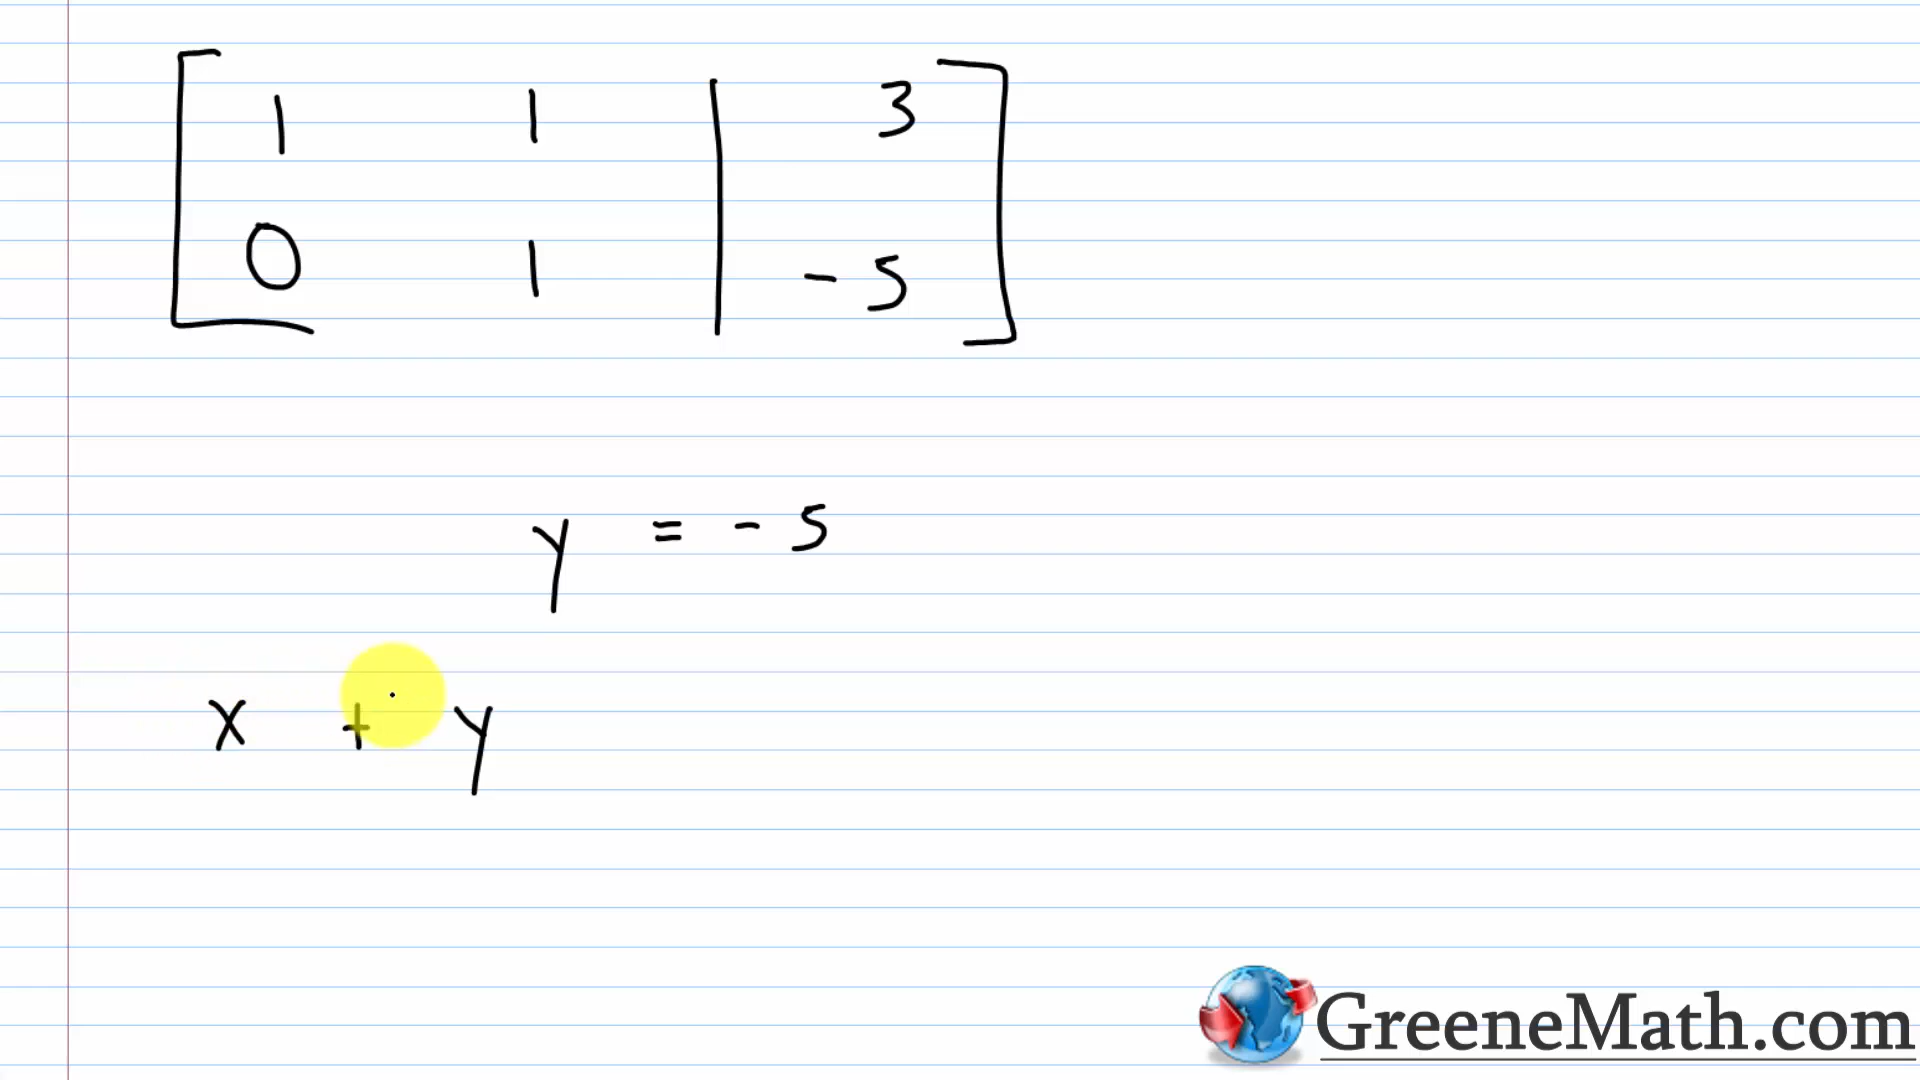 1 1 | 3
0 1 | - 5
y = - 5
x + y
GreeneMath.com